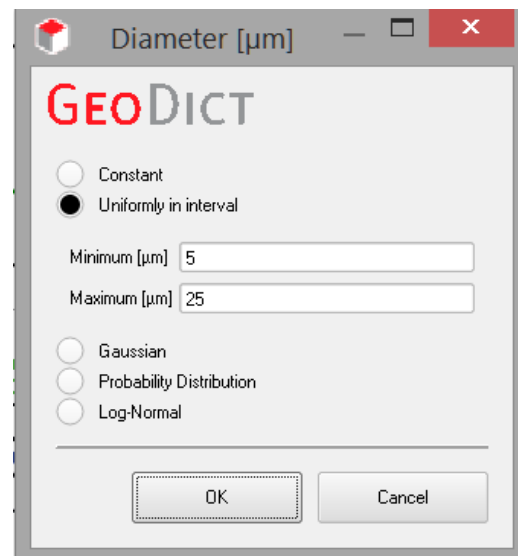 Diameter [µm]
GEODICT
Constant
Uniformly in interval
Minimum [µm] 5
Maximum [µm] 25
Gaussian
Probability Distribution
Log-Normal
OK Cancel